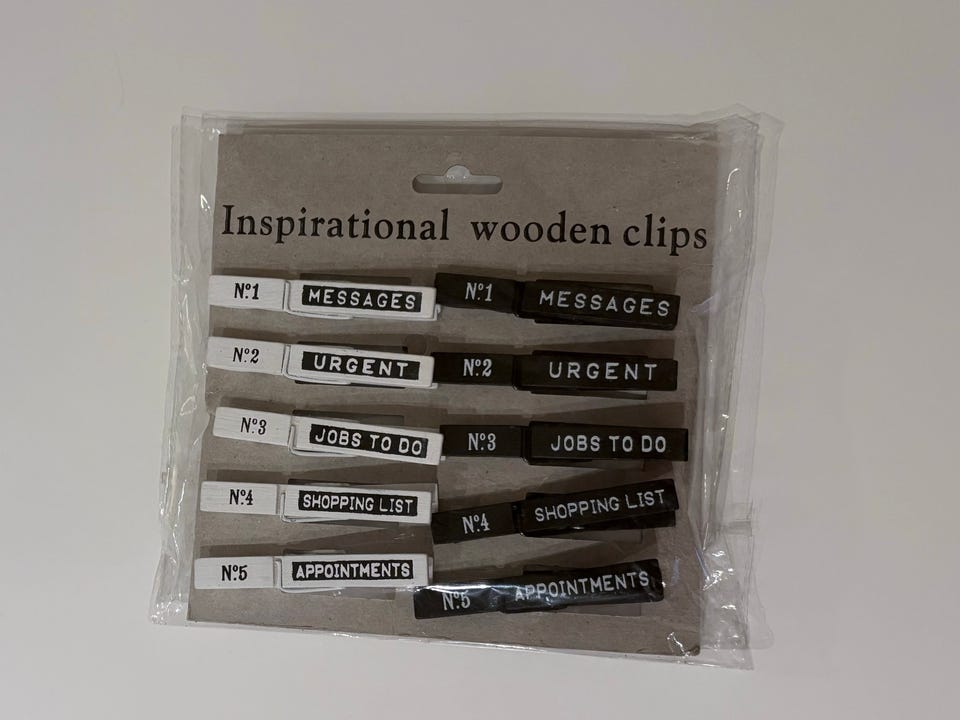 Inspirational wooden clips
Nº1 MESSAGES Nº1 MESSAGES
Nº2 URGENT Nº2 URGENT
Nº3 JOBS TO DO Nº3 JOBS TO DO
Nº4 SHOPPING LIST Nº4 SHOPPING LIST
Nº5 APPOINTMENTS Nº5 APPOINTMENTS